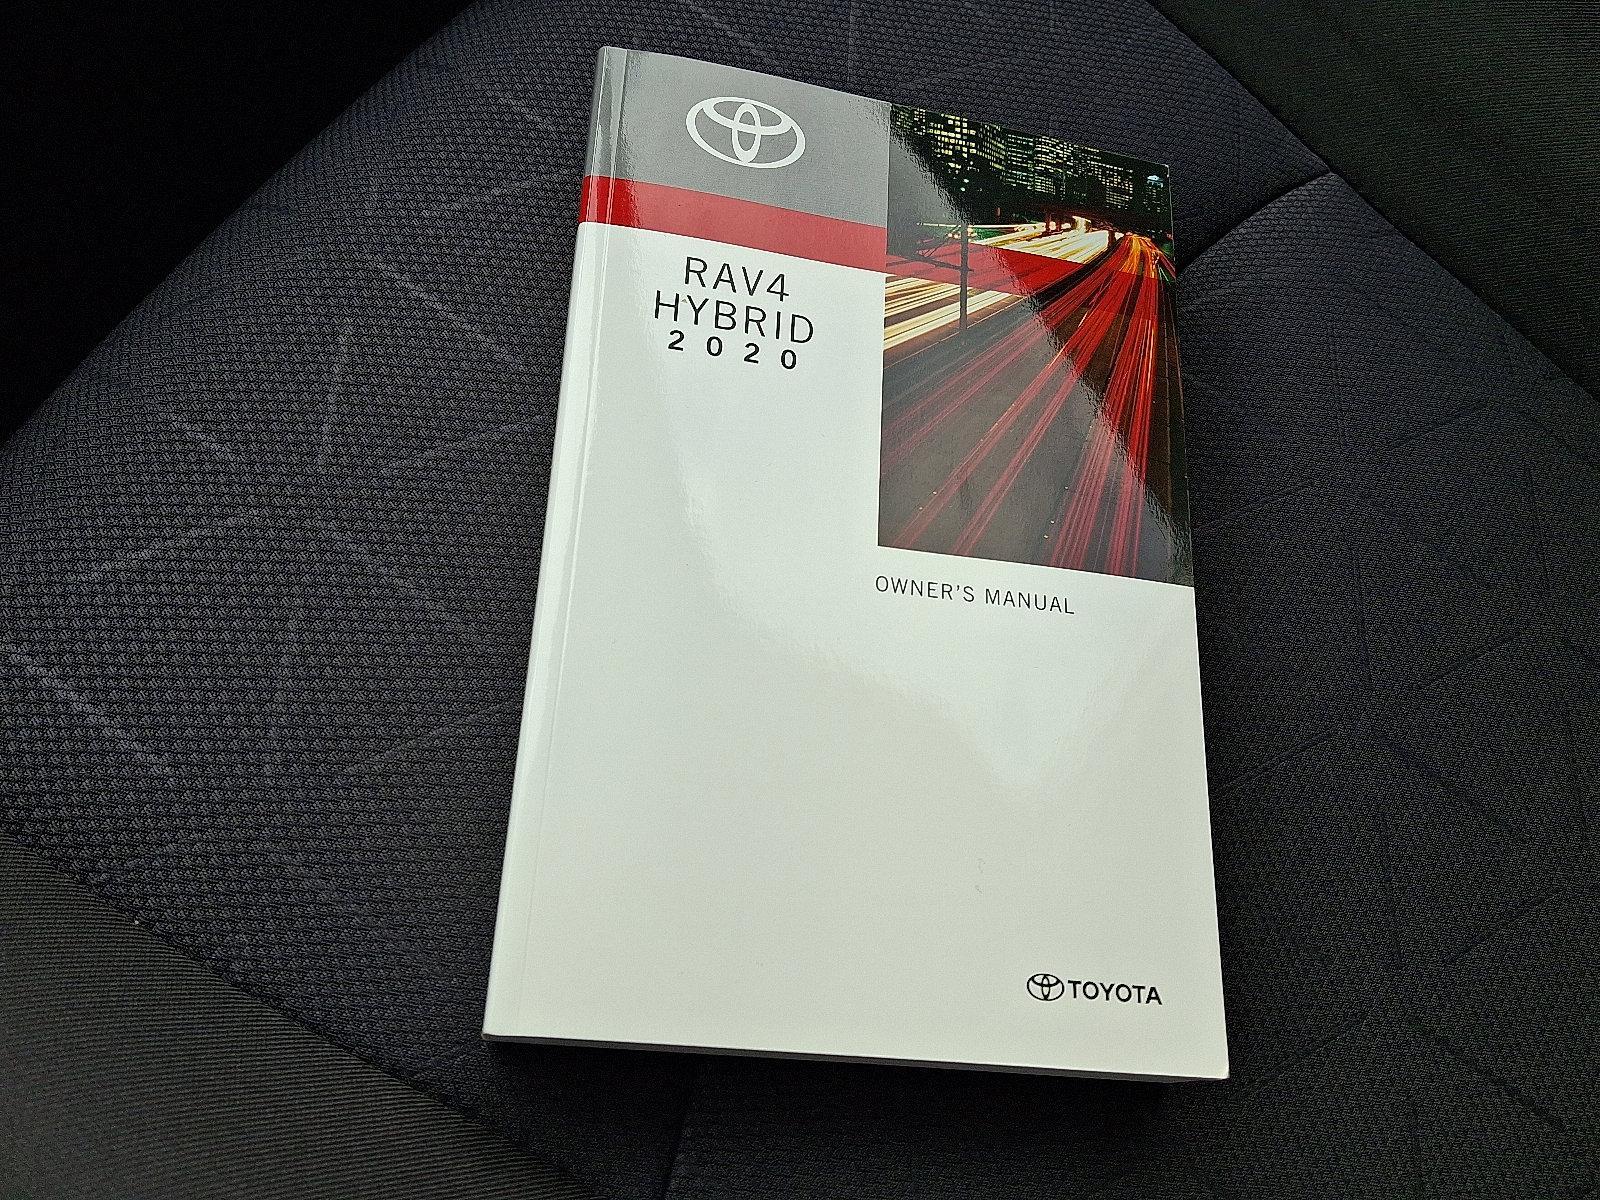 RAV4
HYBRID
2020
OWNER'S MANUAL
TOYOTA